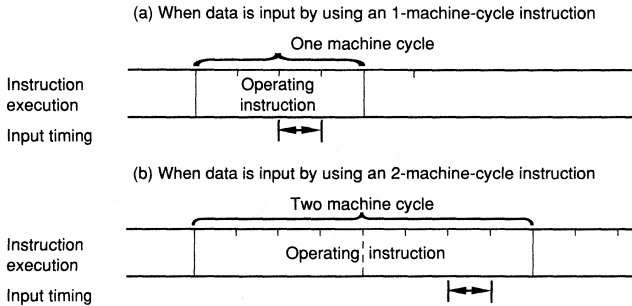 (a) When data is input by using an 1-machine-cycle instruction
One machine cycle
Instruction
execution
Operating
instruction
Input timing
(b) When data is input by using an 2-machine-cycle instruction
Two machine cycle
Instruction
execution
Operating instruction
Input timing